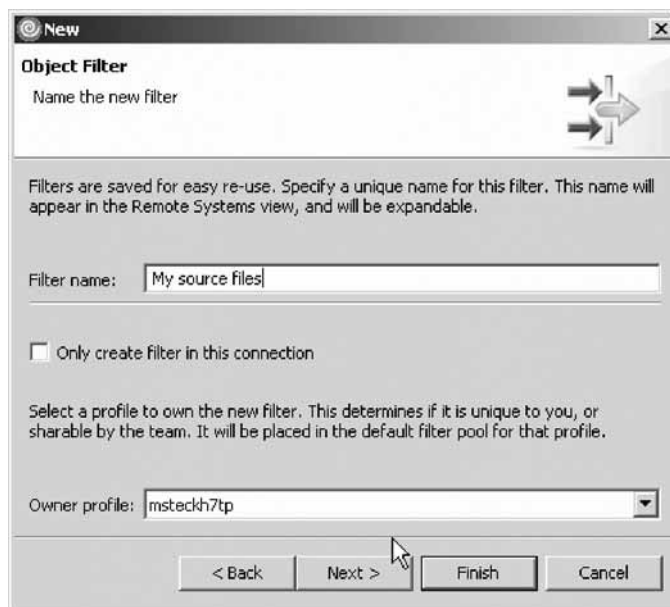 New
Object Filter
Name the new filter
Filters are saved for easy re-use. Specify a unique name for this filter. This name will
appear in the Remote Systems view, and will be expandable.
Filter name: My source files
Only create filter in this connection
Select a profile to own the new filter. This determines if it is unique to you, or
sharable by the team. It will be placed in the default filter pool for that profile.
Owner profile: msteckh7tp
< Back Next > Finish Cancel